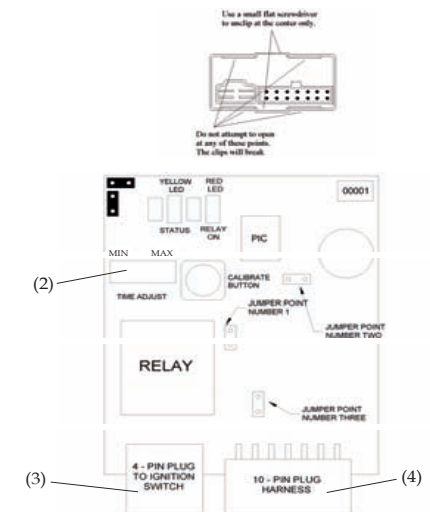 Use a small flat screwdriver
to unclip at the center only.
Do not attempt to open
at any of these points.
The clips will break
YELLOW
LED
RED
LED
00001
STATUS
RELAY
ON
PIC
MIN
MAX
(2)
CALIBRATE
BUTTON
TIME ADJUST
JUMPER POINT
NUMBER 1
JUMPER POINT
NUMBER TWO
RELAY
JUMPER POINT
NUMBER THREE
(3)
4 - PIN PLUG
TO IGNITION
SWITCH
10 - PIN PLUG
HARNESS
(4)